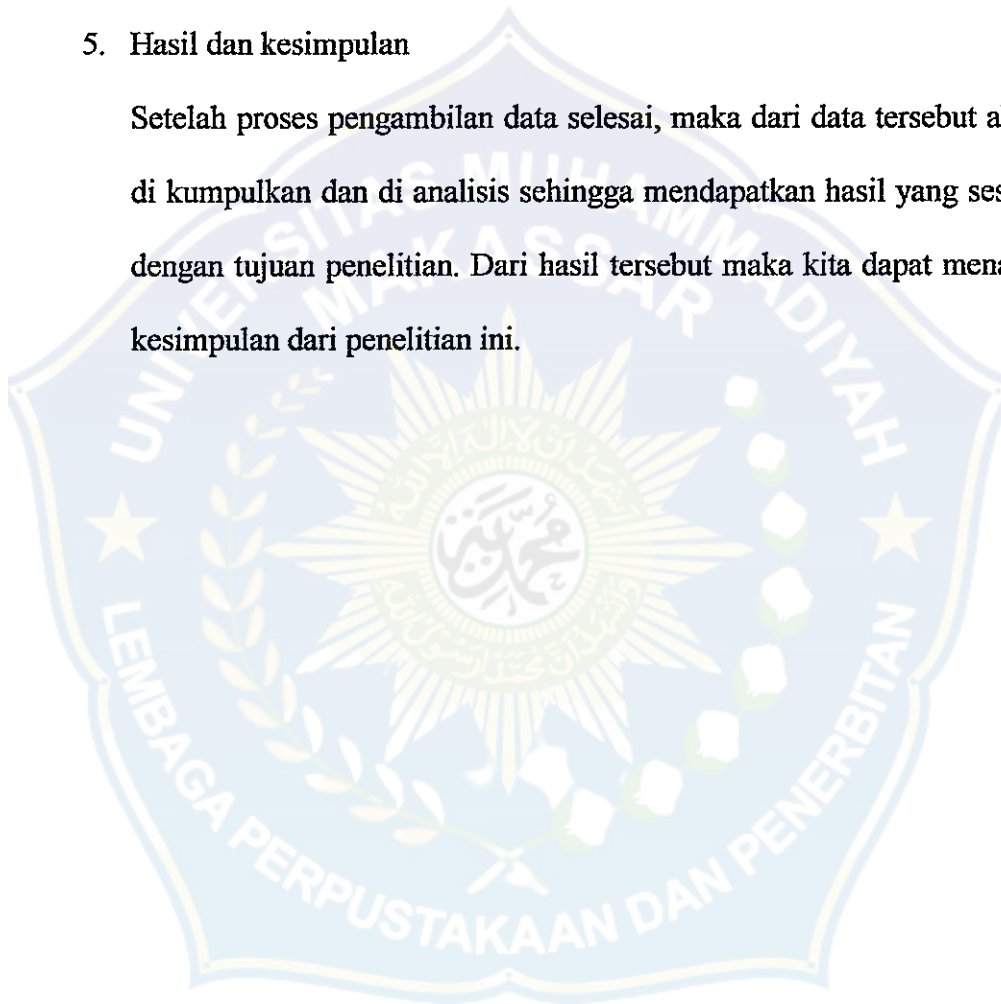 5. Hasil dan kesimpulan
Setelah proses pengambilan data selesai, maka dari data tersebut
di kumpulkan dan di analisis sehingga mendapatkan hasil yang
dengan tujuan penelitian. Dari hasil tersebut maka kita dapat
kesimpulan dari penelitian ini.
UNIVERSITAS MUHAMMADIYAH
MAKASSAR
LEMBAGA PERPUSTAKAAN DAN PENERBITAN